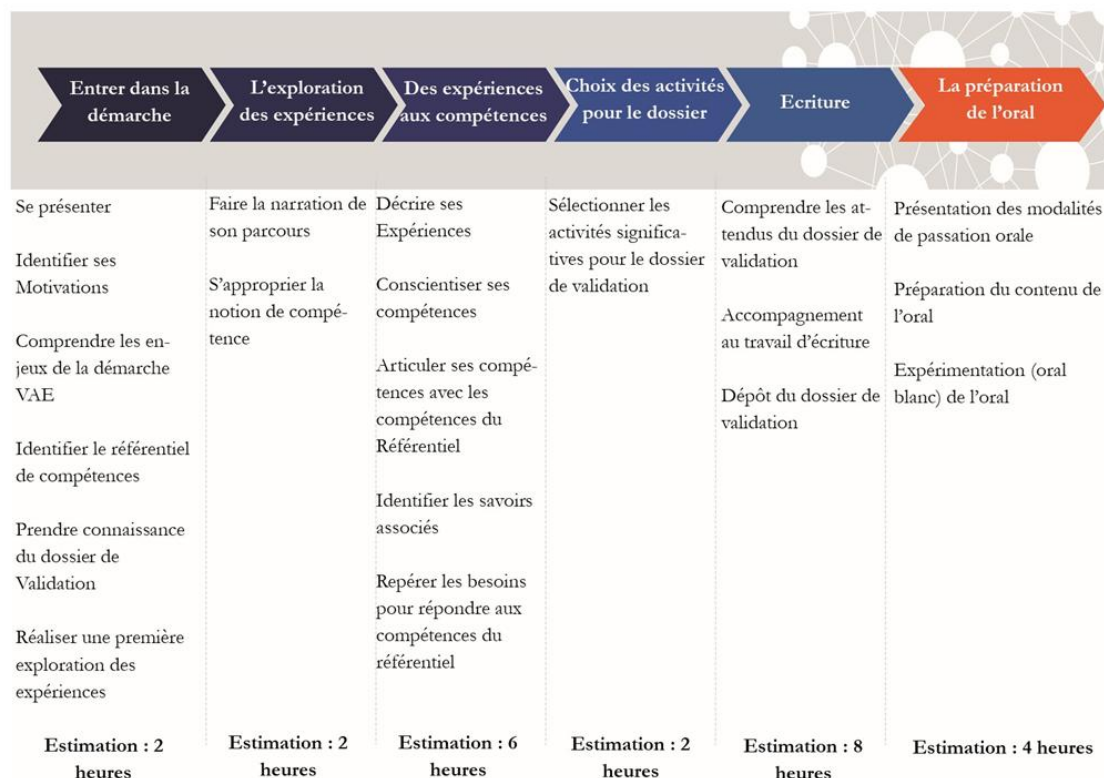 Entrer dans la
démarche
L'exploration
des expériences
Des expériences
aux compétences
Choix des activités
pour le dossier
Ecriture
La préparation
de l'oral
Se présenter
Identifier ses
Motivations
Comprendre les en-
jeux de la démarche
VAE
Identifier le référentiel
de compétences
Prendre connaissance
du dossier de
Validation
Réaliser une première
exploration des
expériences
Estimation : 2
heures
Faire la narration de
son parcours
S'approprier la
notion de compé-
tence
Estimation : 2
heures
Décrire ses
Expériences
Conscientiser ses
compétences
Articuler ses compé-
tences avec les
compétences du
Référentiel
Identifier les savoirs
associés
Repérer les besoins
pour répondre aux
compétences du
référentiel
Estimation : 6
heures
Sélectionner les
activités significa-
tives pour le dossier
de validation
Estimation : 2
heures
Comprendre les at-
tendus du dossier de
validation
Accompagnement
au travail d'écriture
Dépôt du dossier de
validation
Estimation : 8
heures
Présentation des modalités
de passation orale
Préparation du contenu de
l'oral
Expérimentation (oral
blanc) de l'oral
Estimation : 4 heures